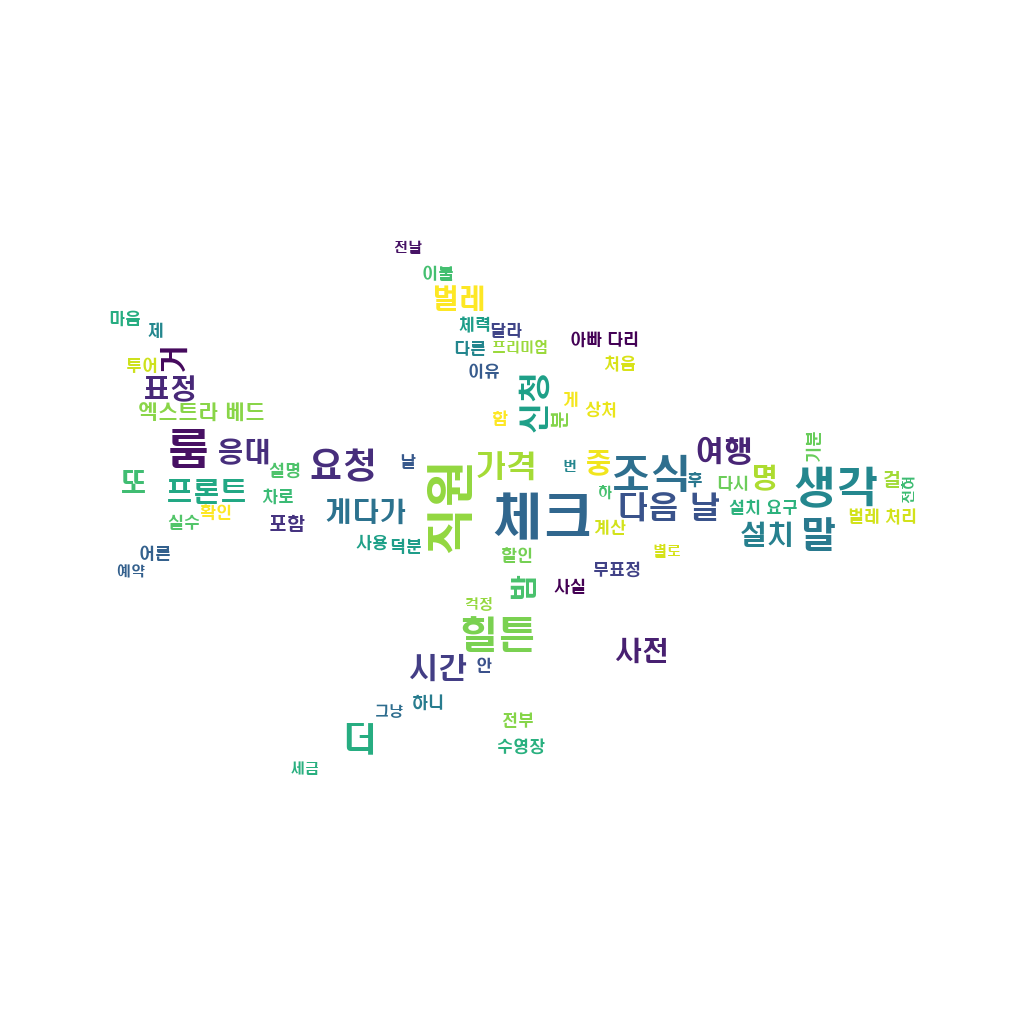 전날
이불
벌레
마음
제
체력
달라
아빠 다리
다른
프리미엄
거
투어
이유
처음
표정
신청
게
상처
엑스트라 베드
함
룸
응대
요청
날
가격
번
중
조식
후
여행
기분
또
프론트
설명
직원
하
다음 날
다시
명
생각
걸
전혀
차로
게다가
체크
설치 요구
벌레 처리
실수
확인
포함
계산
설치
말
사용
덕분
어른
할인
별로
예약
밤
사실
무표정
걱정
힐튼
시간
안
사전
그냥
하니
더
전부
수영장
세금